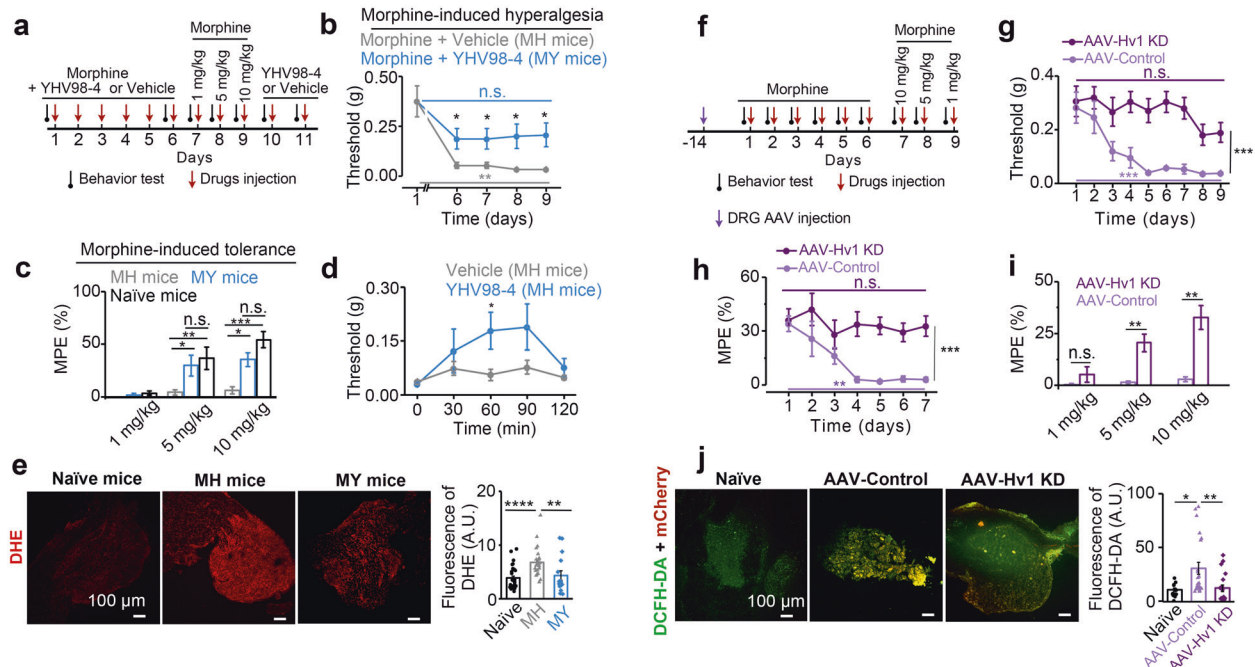 a
Morphine
1 mg/kg
5 mg/kg
10 mg/kg
Morphine
+ YHV98-4 or Vehicle
YHV98-4
or Vehicle
1 2 3 4 5 6 7 8 9 10 11
Days
Behavior test
Drugs injection
b
Morphine-induced hyperalgesia
Morphine + Vehicle (MH mice)
Morphine + YHV98-4 (MY mice)
n.s.
* * * *
**
Threshold (g)
0.50
0.25
0.00
1 6 7 8 9
Time (days)
c
Morphine-induced tolerance
MH mice MY mice
Naïve mice
MPE (%)
100
50
0
n.s.
**
*
n.s.
***
*
1 mg/kg
5 mg/kg
10 mg/kg
d
Vehicle (MH mice)
YHV98-4 (MH mice)
*
Threshold (g)
0.30
0.15
0.00
0 30 60 90 120
Time (min)
e
Naïve mice
MH mice
MY mice
DHE
100 µm
Fluorescence of
DHE (A.U.)
20
10
0
**** **
Naïve
MH
MY
f
Morphine
10 mg/kg
5 mg/kg
1 mg/kg
Morphine
-14 1 2 3 4 5 6 7 8 9
Days
Behavior test
Drugs injection
DRG AAV injection
g
AAV-Hv1 KD
AAV-Control
n.s.
***
***
Threshold (g)
0.4
0.2
0.0
1 2 3 4 5 6 7 8 9
Time (days)
h
AAV-Hv1 KD
AAV-Control
n.s.
***
**
MPE (%)
60
30
0
1 2 3 4 5 6 7
Time (days)
i
AAV-Hv1 KD
AAV-Control
MPE (%)
50
25
0
n.s.
**
**
1 mg/kg
5 mg/kg
10 mg/kg
j
Naïve
AAV-Control
AAV-Hv1 KD
DCFH-DA + mCherry
100 µm
Fluorescence of
DCFH-DA (A.U.)
100
50
0
* **
Naïve
AAV-Control
AAV-Hv1 KD